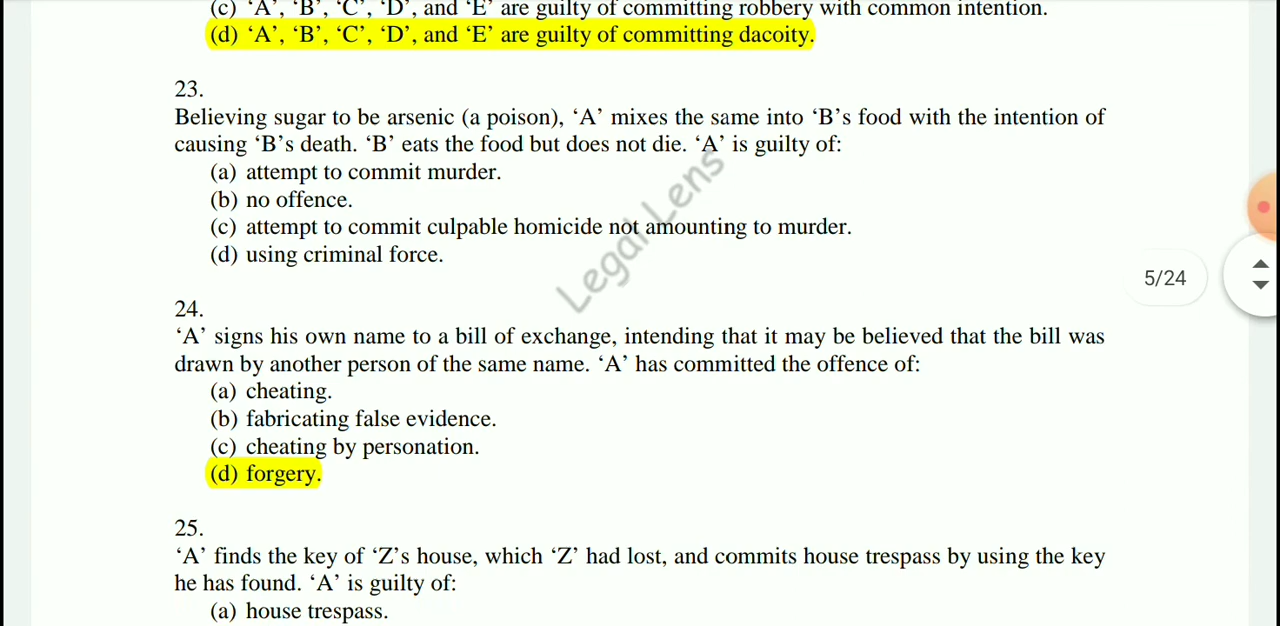 (c) ‘A’, ‘B’, ‘C’, ‘D’, and ‘E’ are guilty of committing robbery with common intention.
(d) ‘A’, ‘B’, ‘C’, ‘D’, and ‘E’ are guilty of committing dacoity.
23.
Believing sugar to be arsenic (a poison), ‘A’ mixes the same into ‘B’s food with the intention of
causing ‘B’s death. ‘B’ eats the food but does not die. ‘A’ is guilty of:
(a) attempt to commit murder.
(b) no offence.
(c) attempt to commit culpable homicide not amounting to murder.
(d) using criminal force.
Legal Lens
5/24
24.
‘A’ signs his own name to a bill of exchange, intending that it may be believed that the bill was
drawn by another person of the same name. ‘A’ has committed the offence of:
(a) cheating.
(b) fabricating false evidence.
(c) cheating by personation.
(d) forgery.
25.
‘A’ finds the key of ‘Z’s house, which ‘Z’ had lost, and commits house trespass by using the key
he has found. ‘A’ is guilty of:
(a) house trespass.